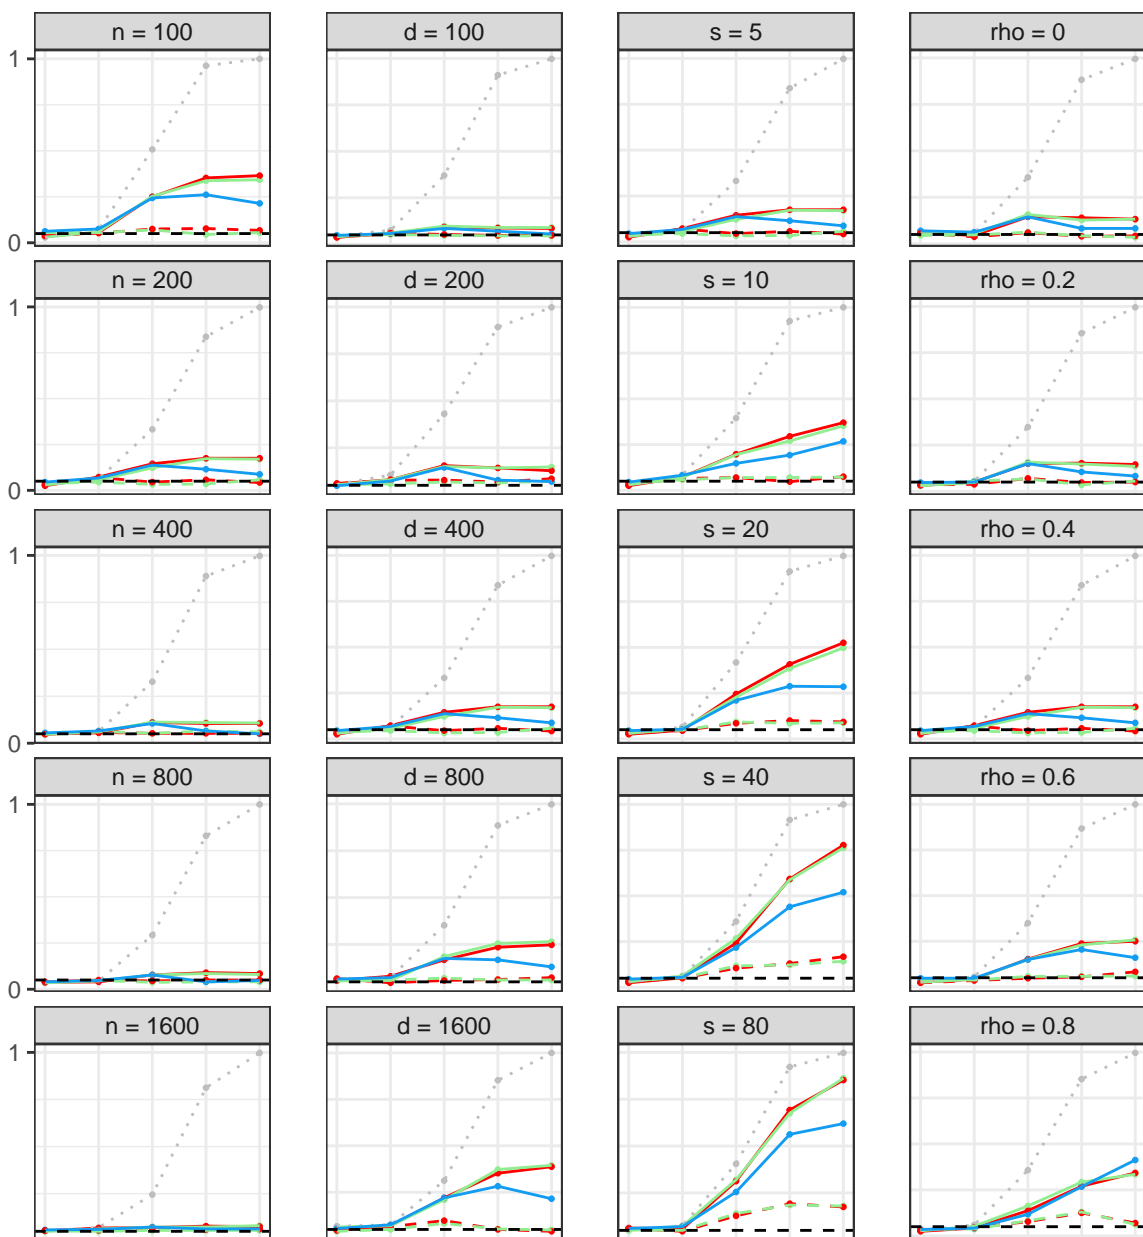 n = 100
d = 100
s = 5
rho = 0
1
0
n = 200
d = 200
s = 10
rho = 0.2
1
0
n = 400
d = 400
s = 20
rho = 0.4
1
0
n = 800
d = 800
s = 40
rho = 0.6
1
0
n = 1600
d = 1600
s = 80
rho = 0.8
1